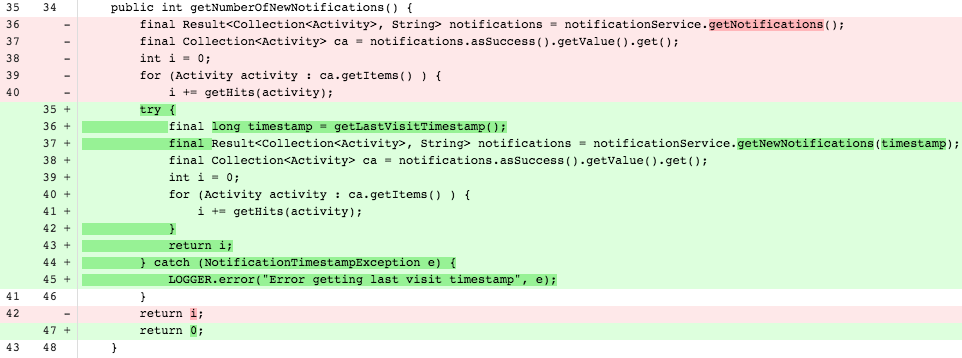 35 34 public int getNumberOfNewNotifications() {
36 - final Result<Collection<Activity>, String> notifications = notificationService.getNotifications();
37 - final Collection<Activity> ca = notifications.asSuccess().getValue().get();
38 - int i = 0;
39 - for (Activity activity : ca.getItems() ) {
40 - i += getHits(activity);
35 + try {
36 + final long timestamp = getLastVisitTimestamp();
37 + final Result<Collection<Activity>, String> notifications = notificationService.getNewNotifications(timestamp);
38 + final Collection<Activity> ca = notifications.asSuccess().getValue().get();
39 + int i = 0;
40 + for (Activity activity : ca.getItems() ) {
41 + i += getHits(activity);
42 + }
43 + return i;
44 + } catch (NotificationTimestampException e) {
45 + LOGGER.error("Error getting last visit timestamp", e);
41 46 }
42 - return i;
47 + return 0;
43 48 }